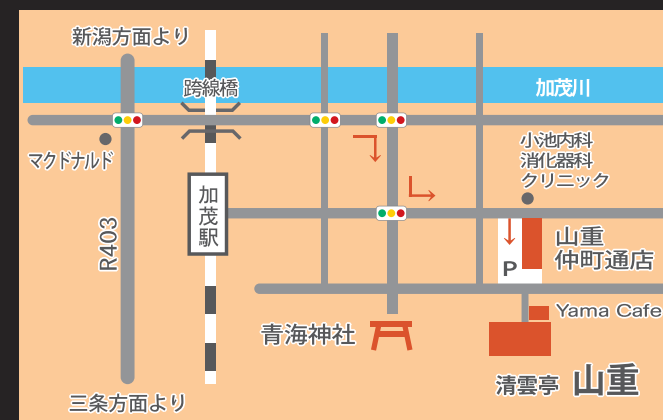 新潟方面より
跨線橋
加茂川
マクドナルド
小池内科
消化器科
クリニック
加茂駅
R403
P
山重
仲町通店
Yama Cafe
青海神社
清雲亭 山重
三条方面より